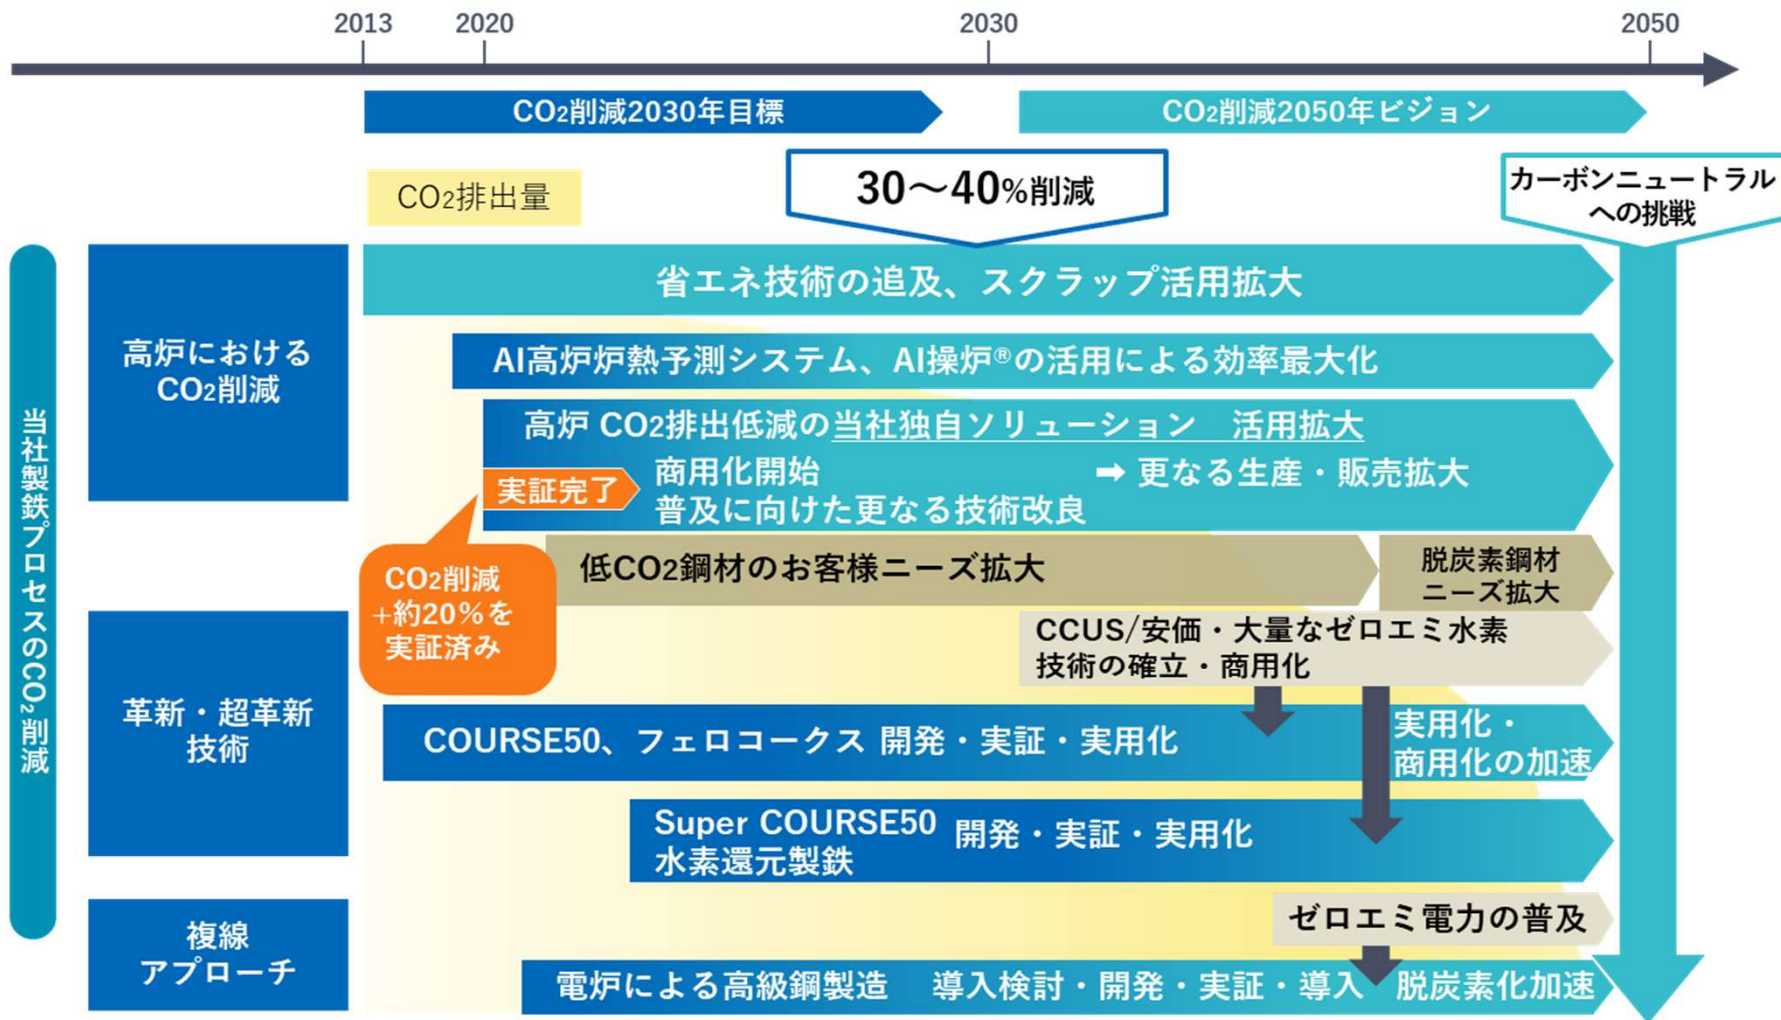 2013
2020
2030
2050
CO₂削減2030年目標
CO₂削減2050年ビジョン
CO₂排出量
30～40%削減
カーボンニュートラル
への挑戦
当社製鉄プロセスのCO₂削減
高炉における
CO₂削減
省エネ技術の追及、スクラップ活用拡大
AI高炉炉熱予測システム、AI操炉®の活用による効率最大化
高炉 CO₂排出低減の当社独自ソリューション　活用拡大
実証完了
商用化開始
➡ 更なる生産・販売拡大
普及に向けた更なる技術改良
CO₂削減
+約20%を
実証済み
低CO₂鋼材のお客様ニーズ拡大
脱炭素鋼材
ニーズ拡大
革新・超革新
技術
CCUS/安価・大量なゼロエミ水素
技術の確立・商用化
COURSE50、フェロコークス 開発・実証・実用化
実用化・
商用化の加速
Super COURSE50
水素還元製鉄
開発・実証・実用化
複線
アプローチ
ゼロエミ電力の普及
電炉による高級鋼製造　導入検討・開発・実証・導入
脱炭素化加速